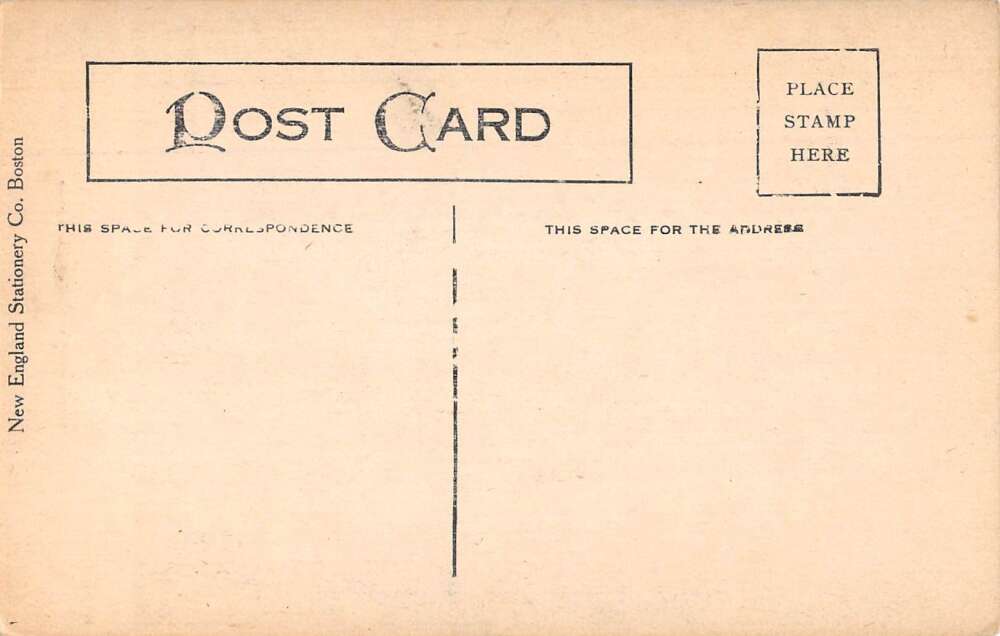 POST CARD
PLACE
STAMP
HERE
THIS SPACE FOR CORRESPONDENCE
THIS SPACE FOR THE ADDRESS
New England Stationery Co. Boston